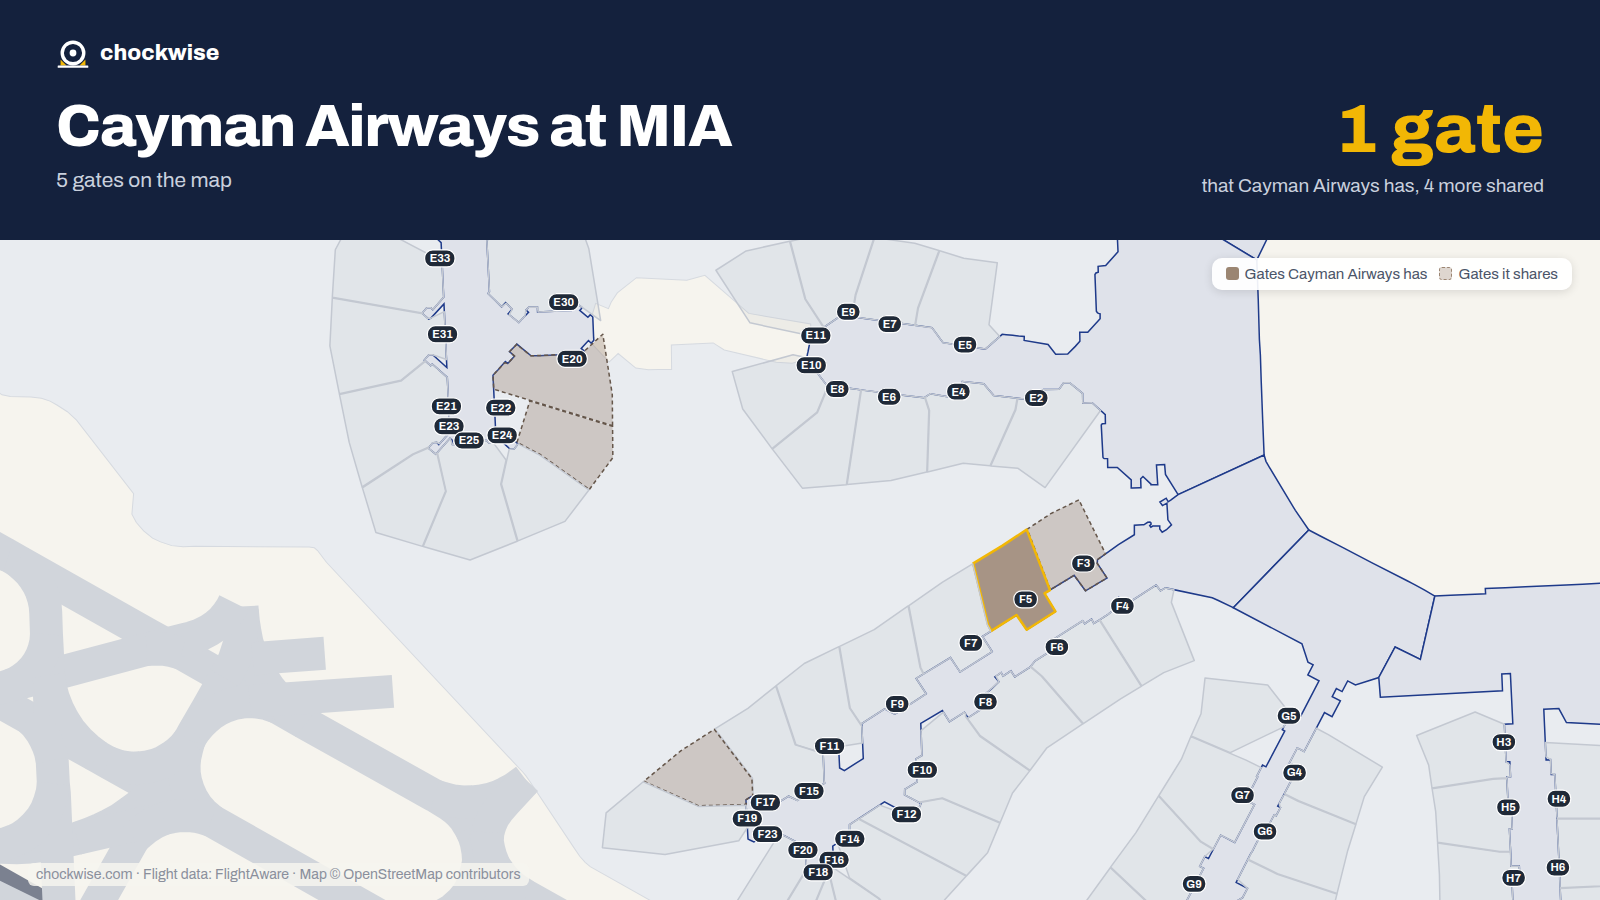 chockwise
Cayman Airways at MIA
5 gates on the map
1 gate
that Cayman Airways has, 4 more shared
Gates Cayman Airways has
Gates it shares
E33
E30
E31
E20
E21
E22
E23
E24
E25
E9
E7
E11
E5
E10
E8
E6
E4
E2
F3
F5
F4
F7
F6
F9
F8
F11
F10
F15
F17
F12
F19
F23
F14
F20
F16
F18
G5
G4
G7
G6
G9
H3
H5
H4
H6
H7
chockwise.com · Flight data: FlightAware · Map © OpenStreetMap contributors